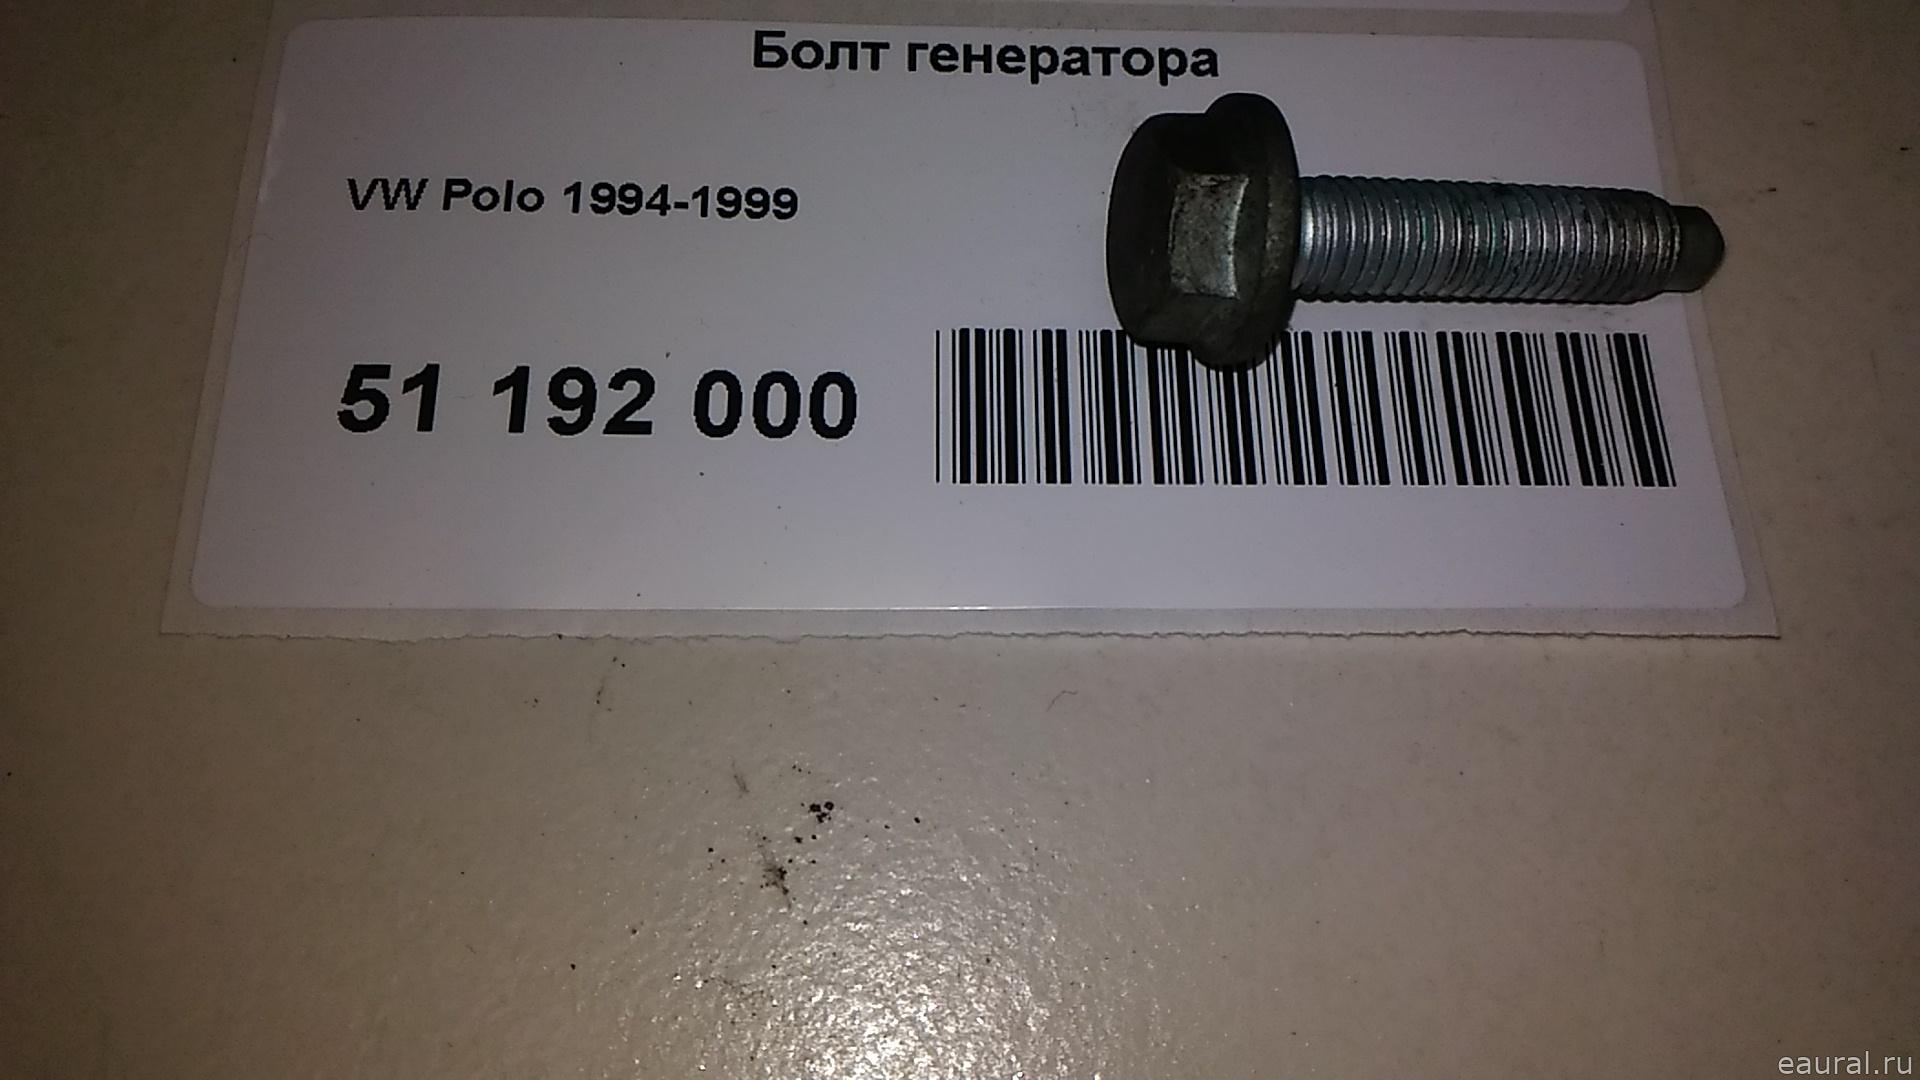 Болт генератора
VW Polo 1994-1999
51 192 000
eaural.ru